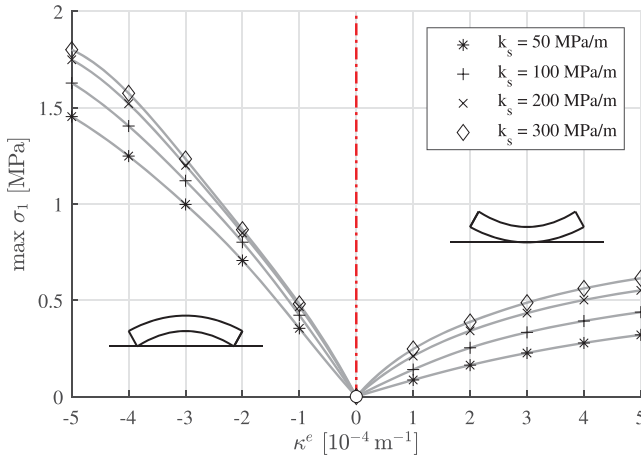 2
1.5
1
0.5
0
max σ₁ [MPa]
kₛ = 50 MPa/m
kₛ = 100 MPa/m
kₛ = 200 MPa/m
kₛ = 300 MPa/m
-5 -4 -3 -2 -1 0 1 2 3 4 5
κᵉ [10⁻⁴ m⁻¹]